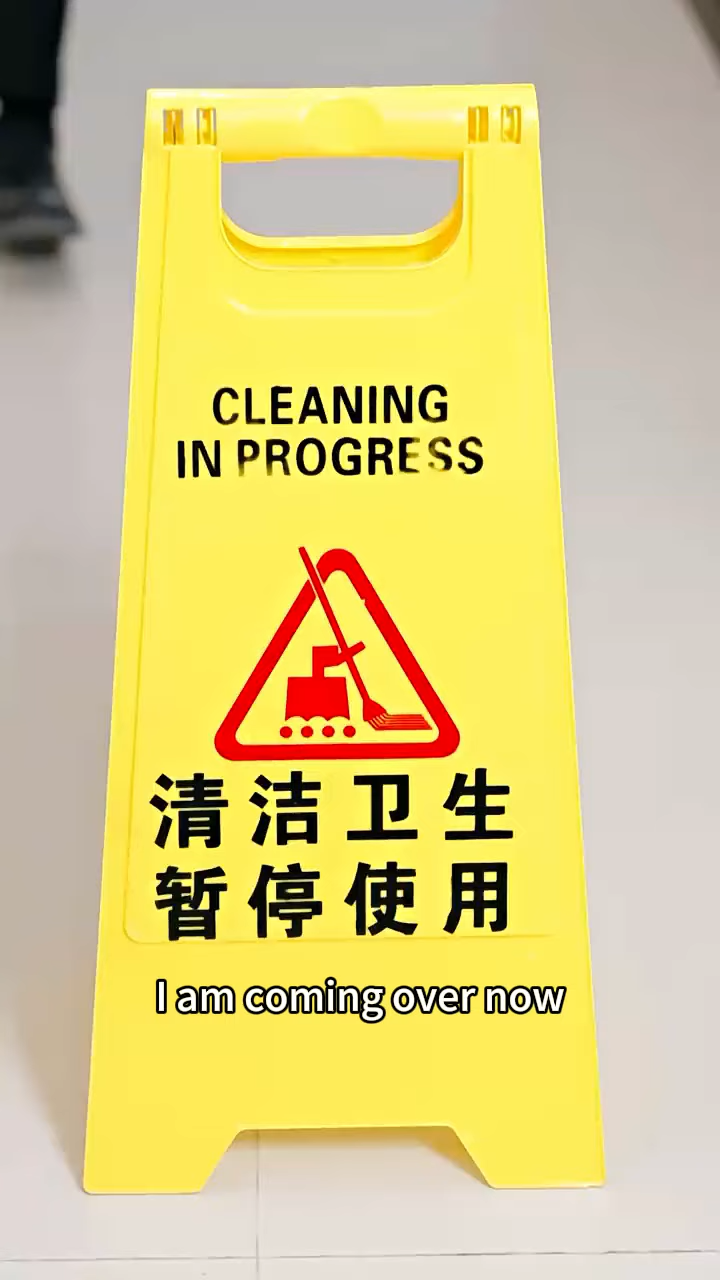 CLEANING
IN PROGRESS
清洁卫生
暂停使用
I am coming over now